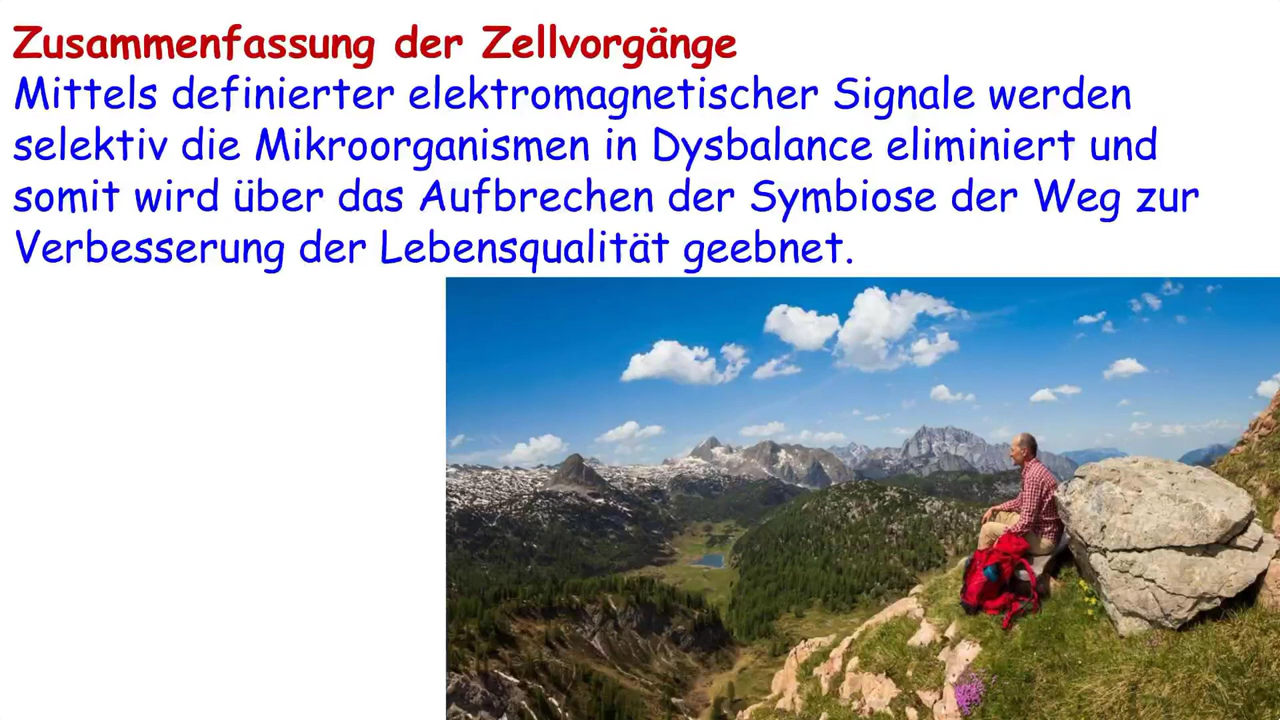 Zusammenfassung der Zellvorgänge
Mittels definierter elektromagnetischer Signale werden
selektiv die Mikroorganismen in Dysbalance eliminiert und
somit wird über das Aufbrechen der Symbiose der Weg zur
Verbesserung der Lebensqualität geebnet.